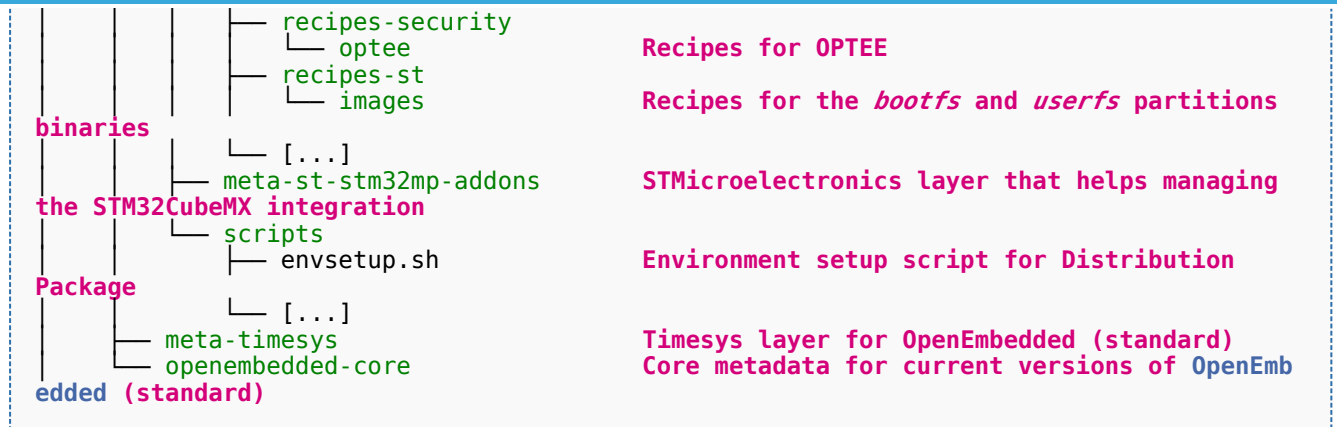 │      │    │    ├── recipes-security
│      │    │    │   └── optee                Recipes for OPTEE
│      │    │    ├── recipes-st
│      │    │    │   └── images               Recipes for the bootfs and userfs partitions
binaries
│      │    │    └── [...]
│      │    ├── meta-st-stm32mp-addons        STMicroelectronics layer that helps managing
the STM32CubeMX integration
│      │    └── scripts
│      │        ├── envsetup.sh               Environment setup script for Distribution
Package
│      │        └── [...]
│      ├── meta-timesys                       Timesys layer for OpenEmbedded (standard)
│      └── openembedded-core                  Core metadata for current versions of OpenEmb
edded (standard)